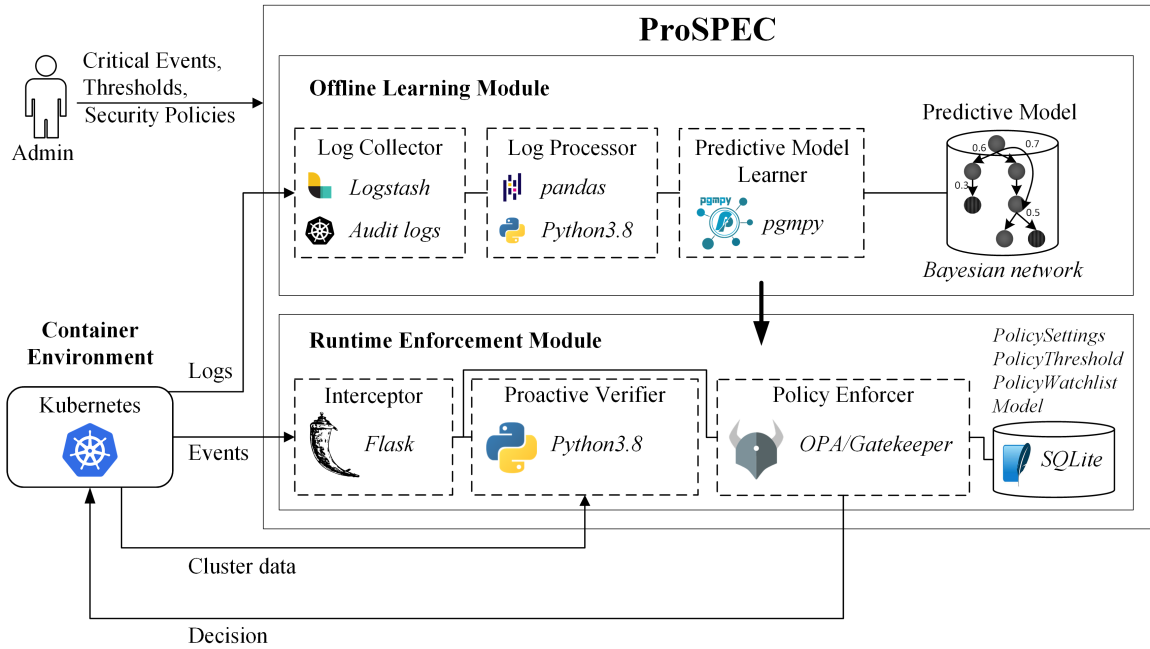 ProSPEC
Critical Events,
Thresholds,
Security Policies
Admin
Offline Learning Module
Log Collector
Logstash
Audit logs
Log Processor
pandas
Python3.8
Predictive Model
Learner
pgmpy
pgmpy
Predictive Model
0.6
0.7
0.3
0.5
Bayesian network
Container
Environment
Kubernetes
Logs
Events
Runtime Enforcement Module
Interceptor
Flask
Proactive Verifier
Python3.8
Policy Enforcer
OPA/Gatekeeper
PolicySettings
PolicyThreshold
PolicyWatchlist
Model
SQLite
Cluster data
Decision